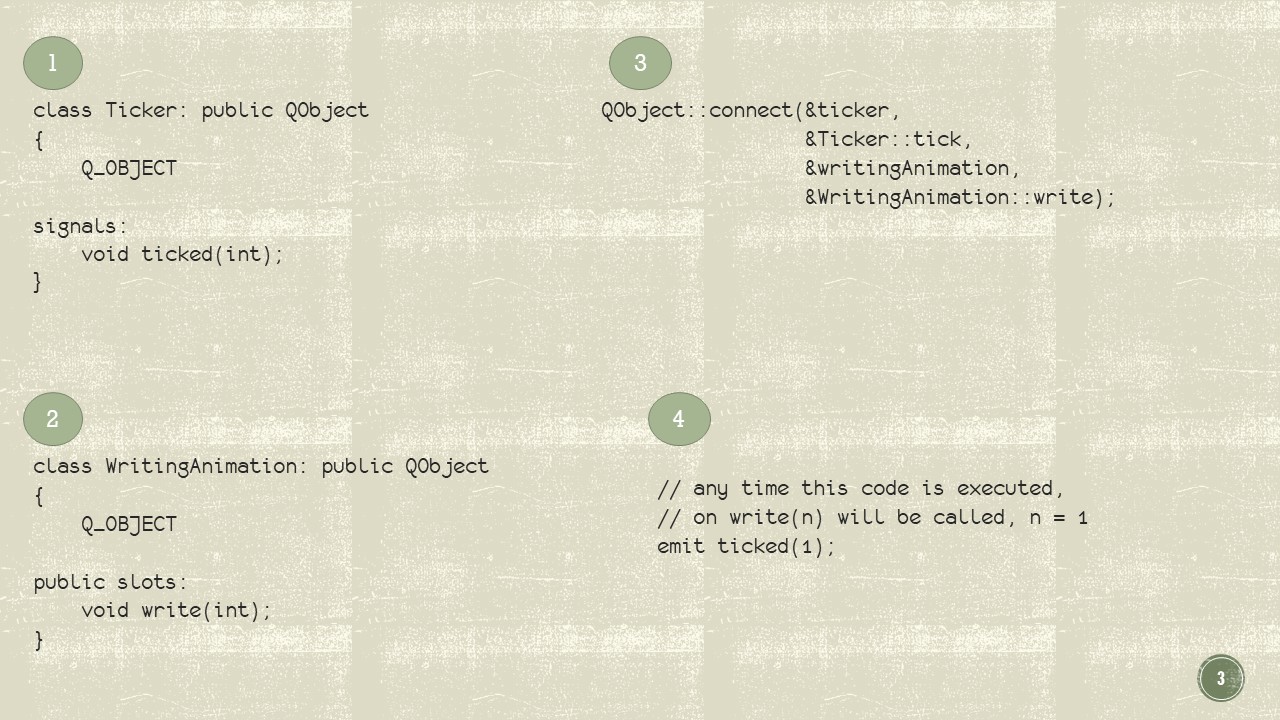 1
class Ticker: public QObject
{
    Q_OBJECT

signals:
    void ticked(int);
}
2
class WritingAnimation: public QObject
{
    Q_OBJECT

public slots:
    void write(int);
}
3
QObject::connect(&ticker,
                 &Ticker::tick,
                 &writingAnimation,
                 &WritingAnimation::write);
4
// any time this code is executed,
// on write(n) will be called, n = 1
emit ticked(1);
3